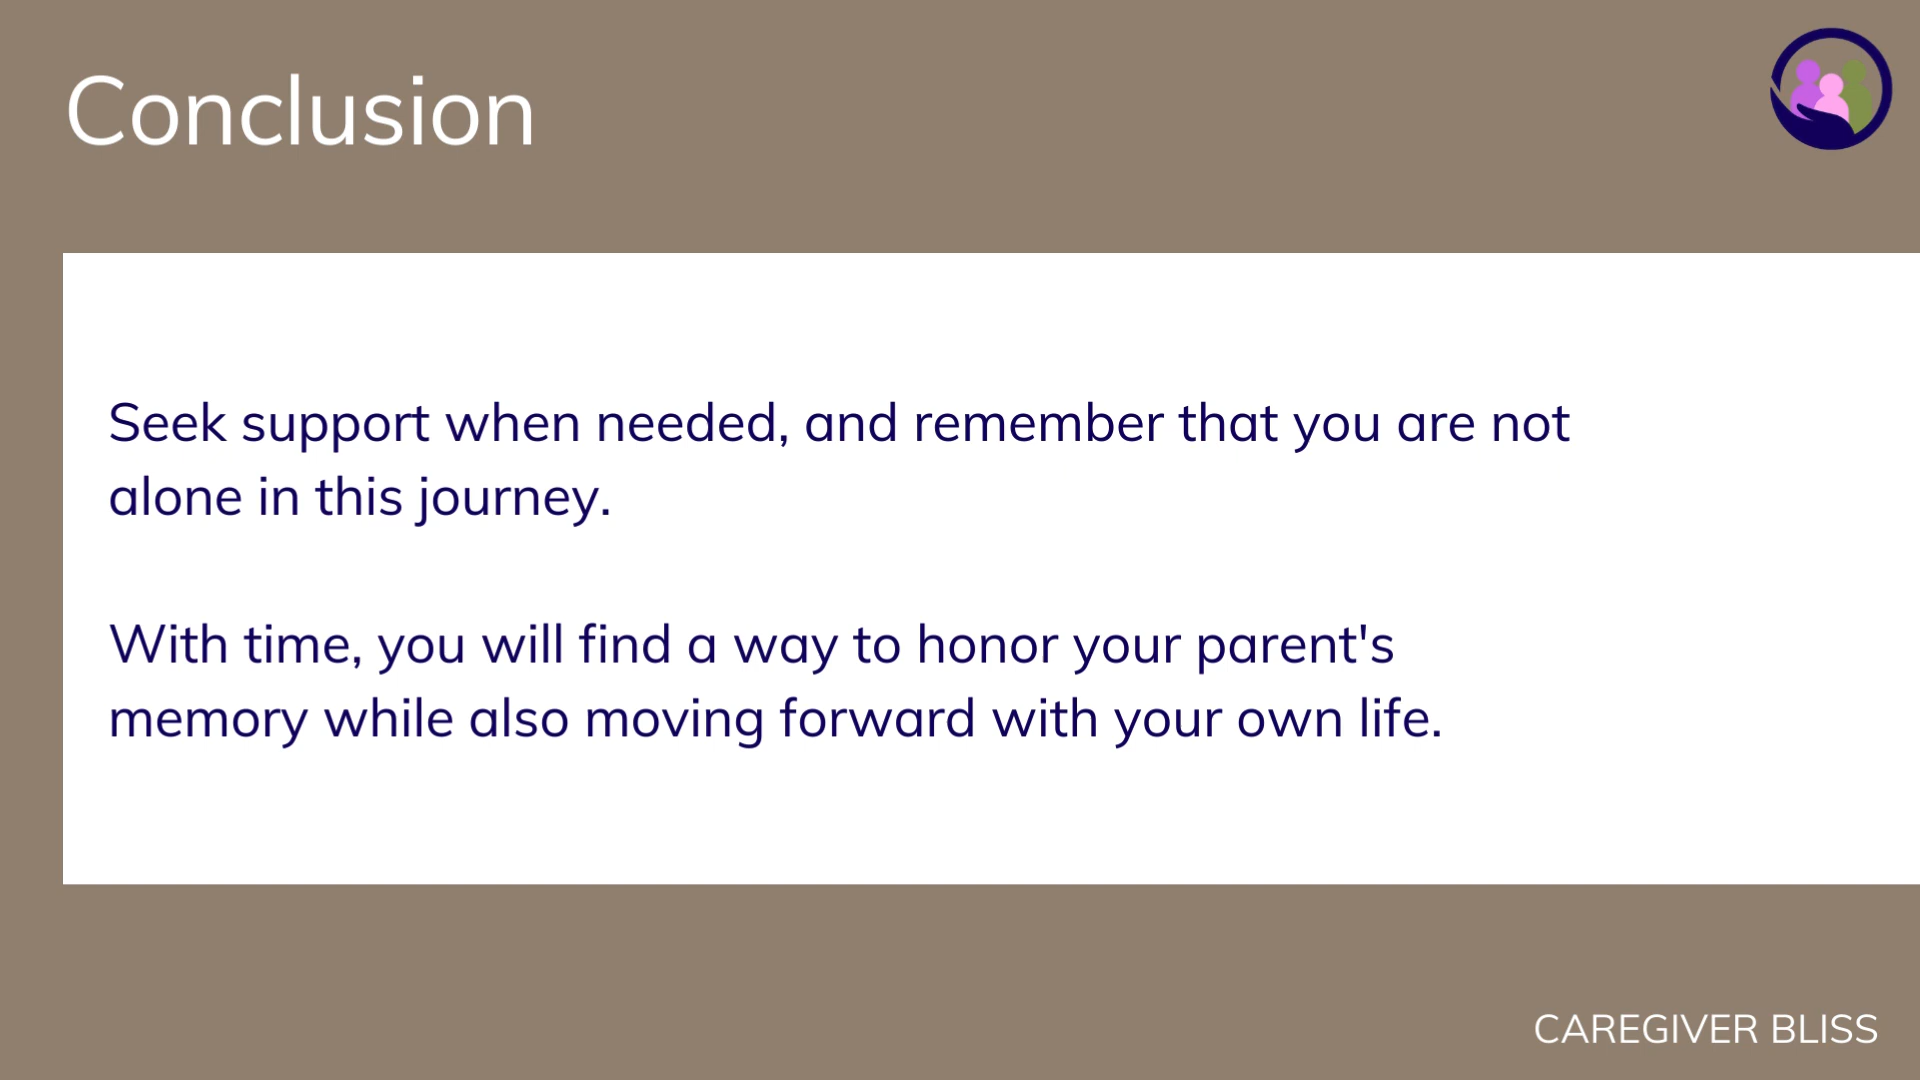 Conclusion
Seek support when needed, and remember that you are not
alone in this journey.
With time, you will find a way to honor your parent's
memory while also moving forward with your own life.
CAREGIVER BLISS